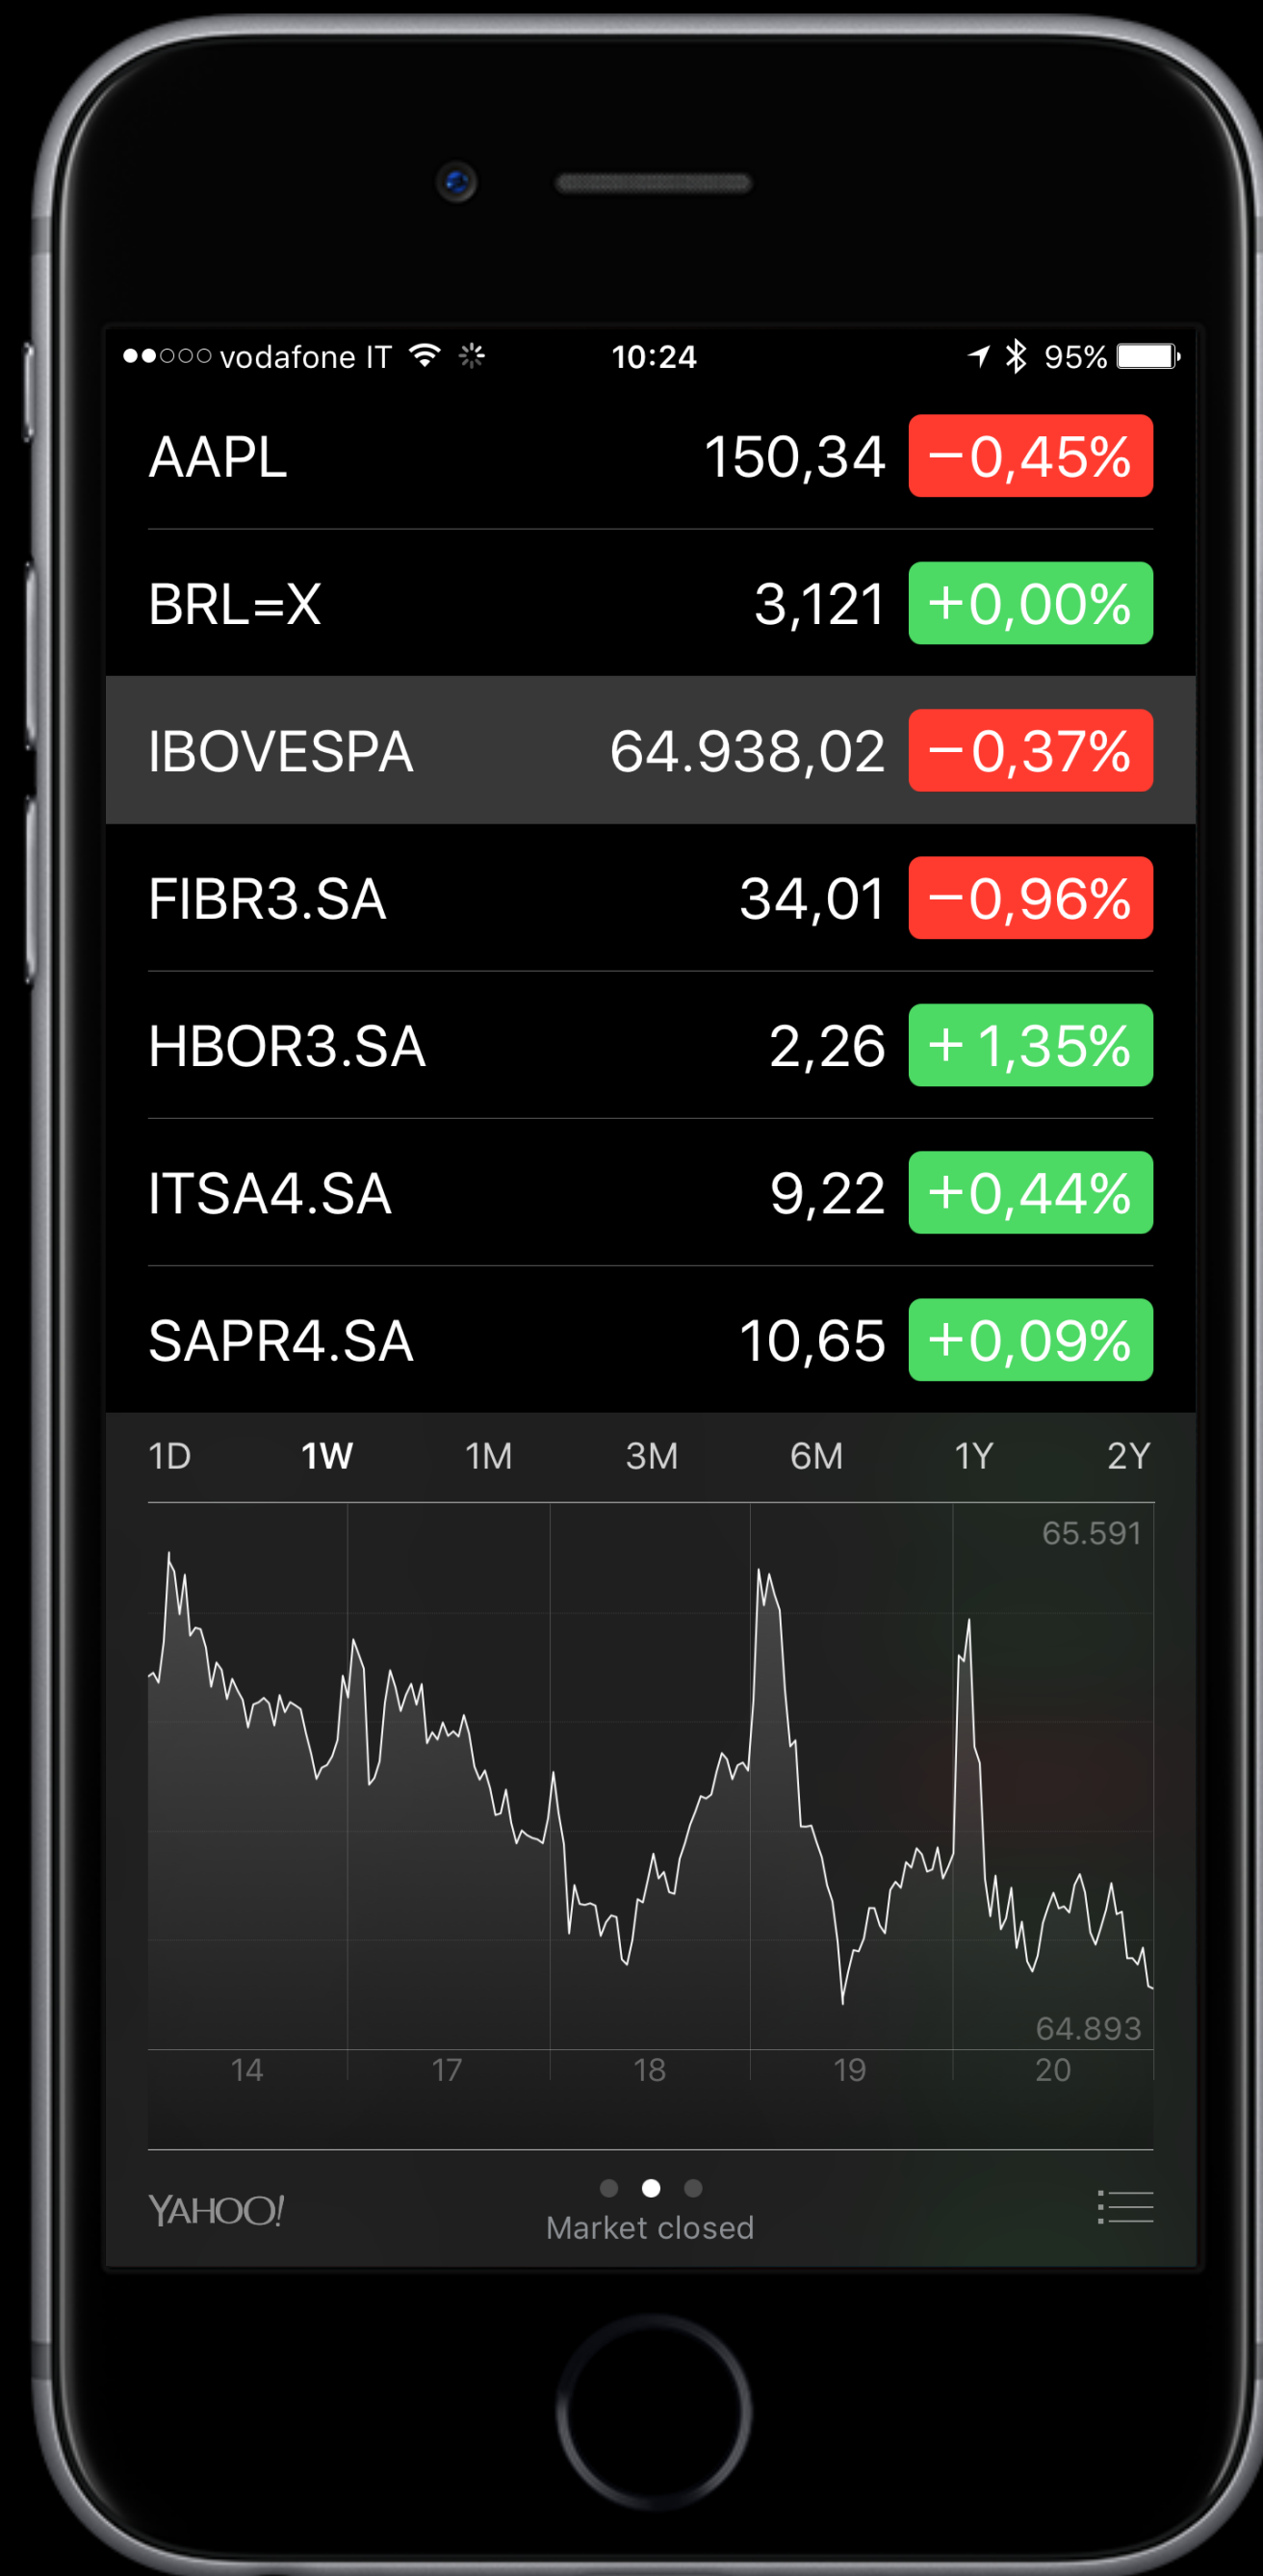 vodafone IT 10:24 95%
AAPL 150,34 −0,45%
BRL=X 3,121 +0,00%
IBOVESPA 64.938,02 −0,37%
FIBR3.SA 34,01 −0,96%
HBOR3.SA 2,26 +1,35%
ITSA4.SA 9,22 +0,44%
SAPR4.SA 10,65 +0,09%
1D 1W 1M 3M 6M 1Y 2Y
65.591
64.893
14 17 18 19 20
YAHOO!
Market closed